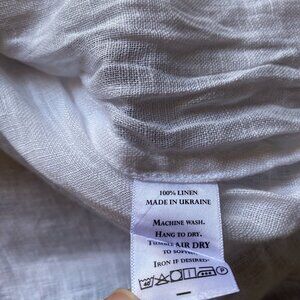 100% LINEN
MADE IN UKRAINE
MACHINE WASH.
HANG TO DRY.
TUMBLE AIR DRY
TO SOFTEN.
IRON IF DESIRED.